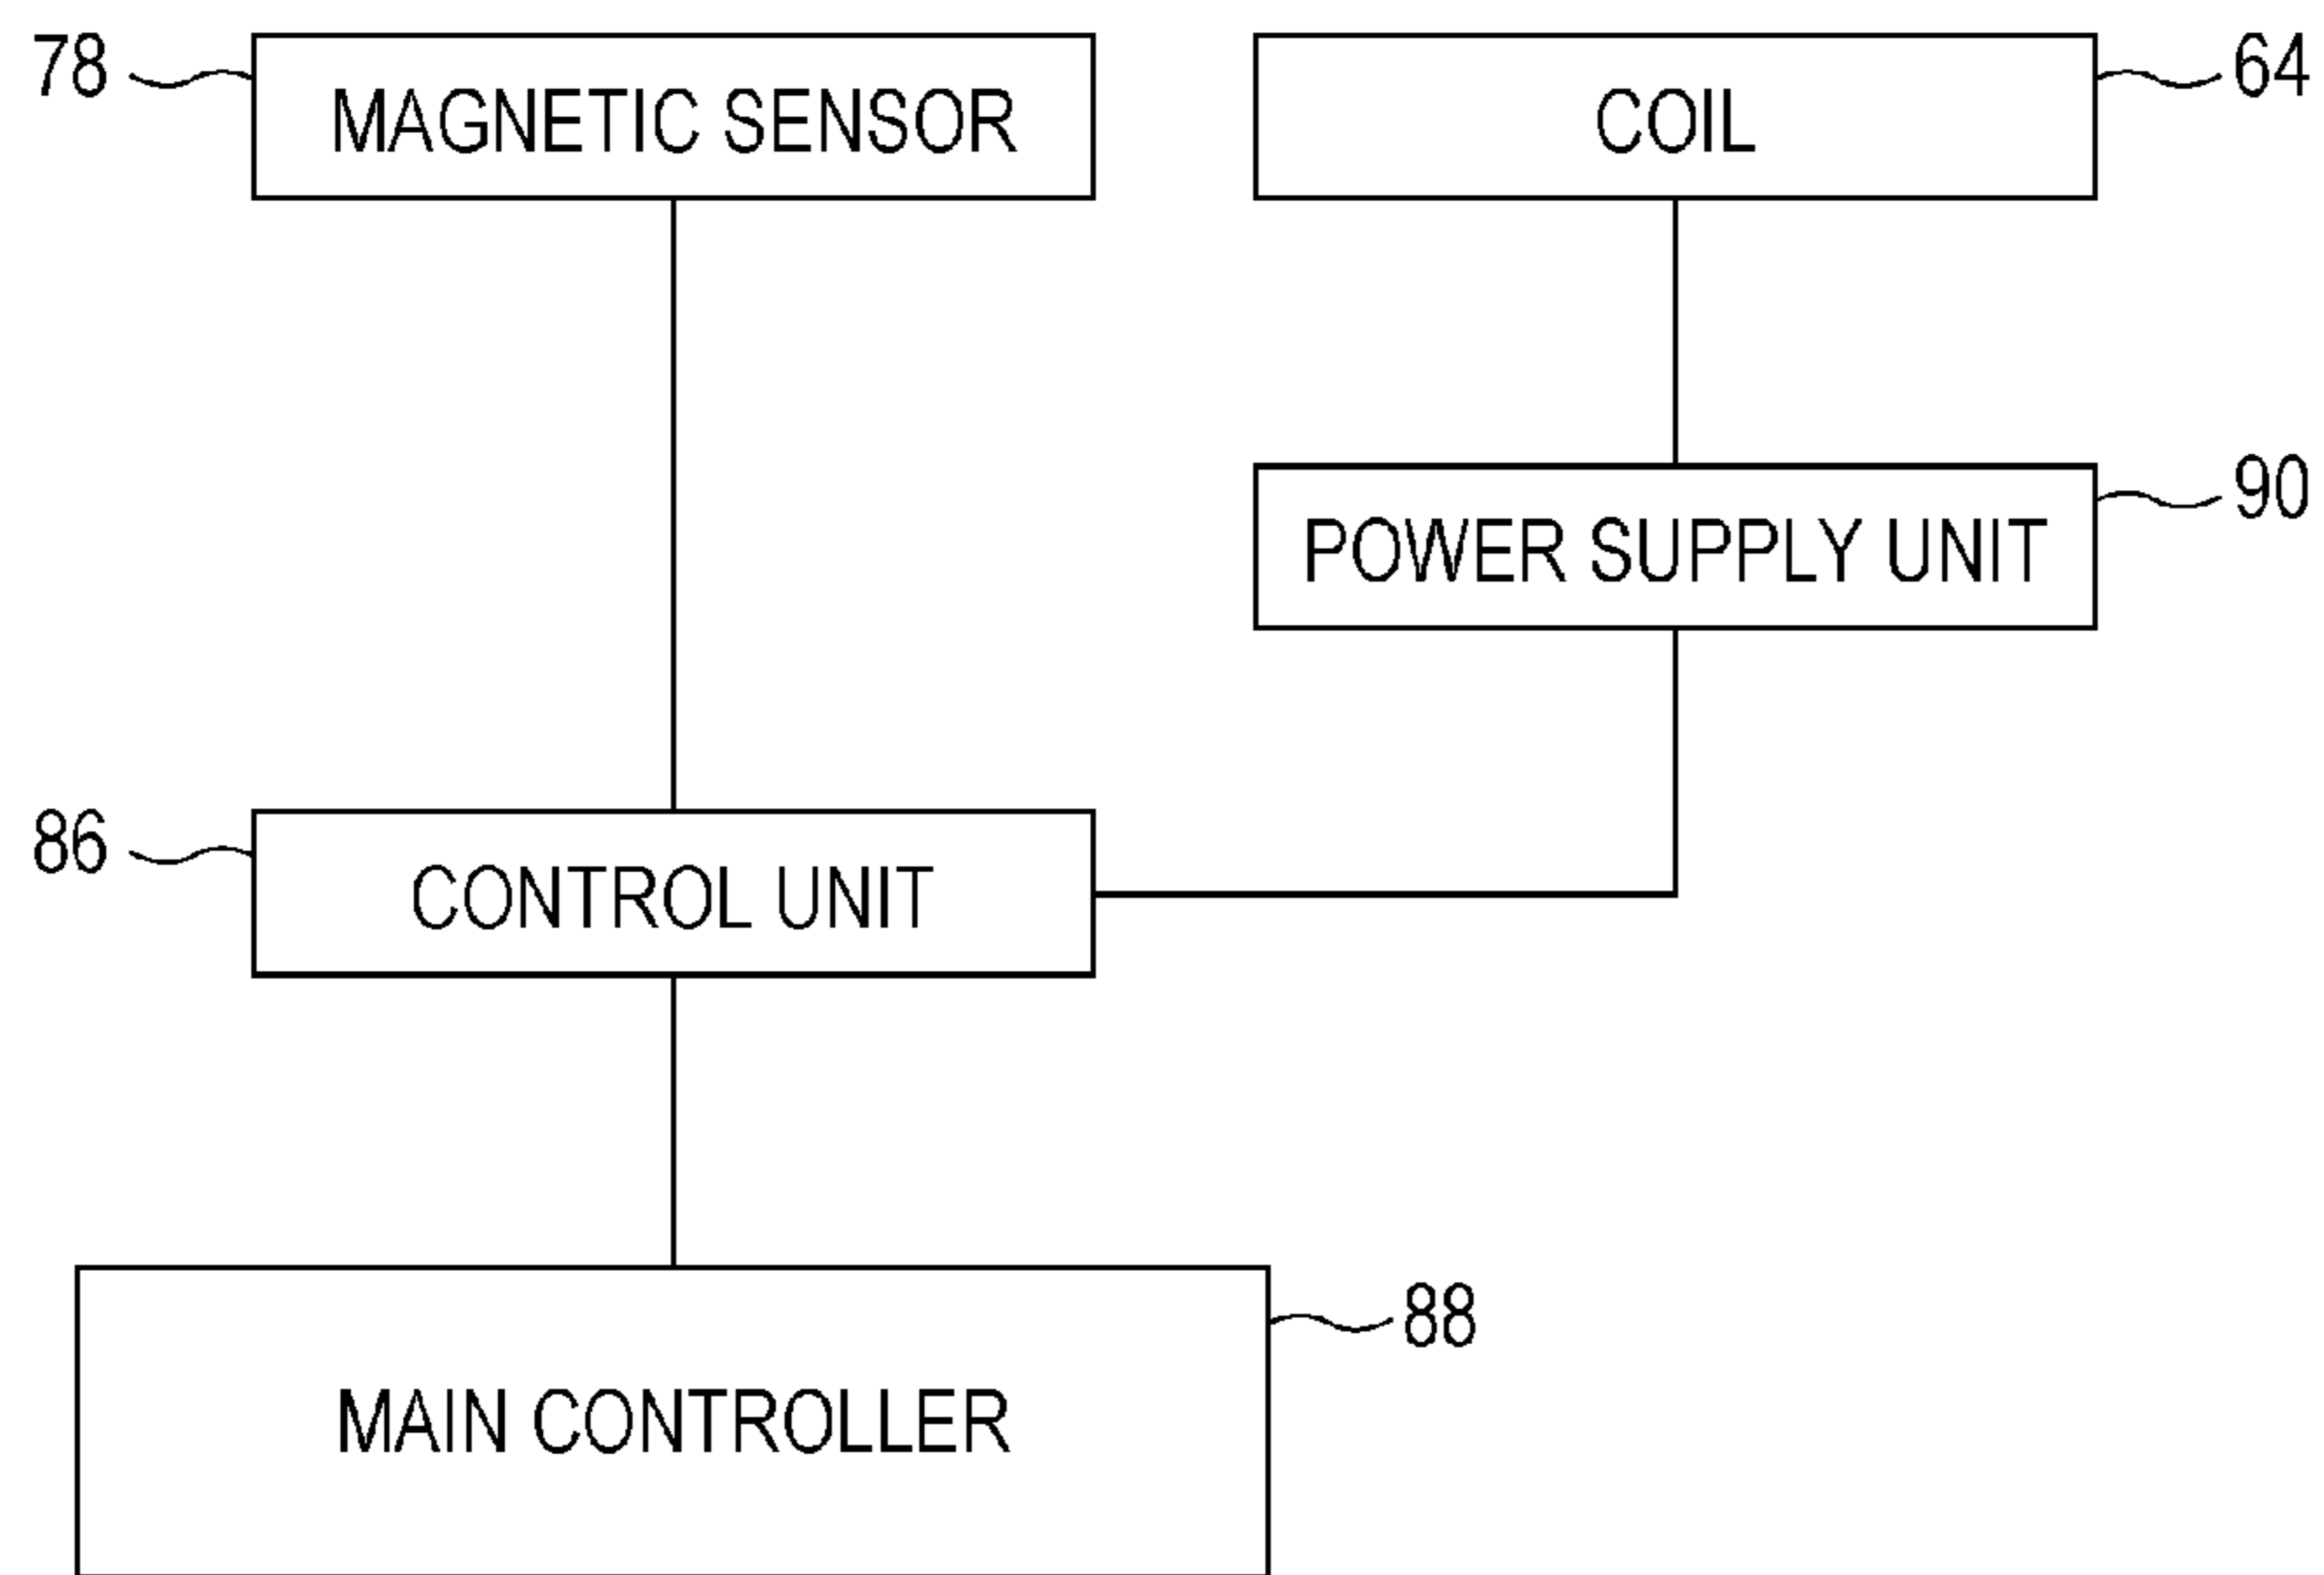 78
MAGNETIC SENSOR
COIL
64
POWER SUPPLY UNIT
90
86
CONTROL UNIT
88
MAIN CONTROLLER